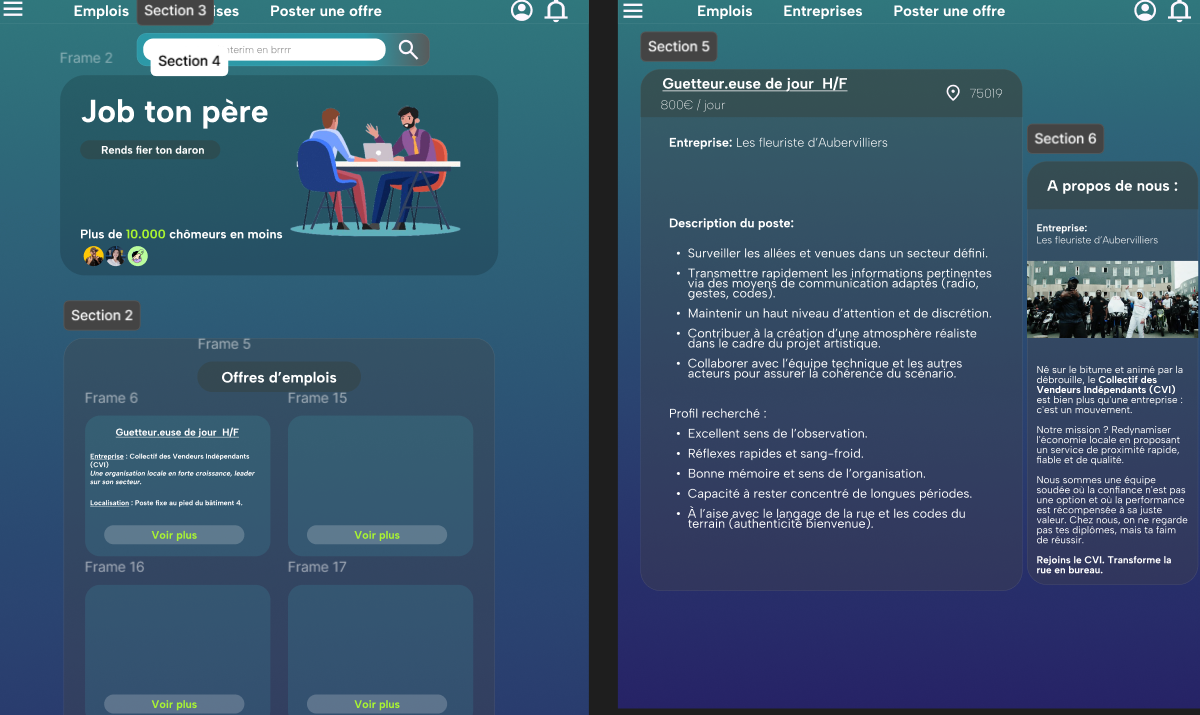 Emplois
Section 3
ises
Poster une offre
Frame 2
nterim en brrrr
Section 4
Job ton père
Rends fier ton daron
Plus de 10.000 chômeurs en moins
Section 2
Frame 5
Offres d’emplois
Frame 6
Frame 15
Guetteur.euse de jour H/F
Entreprise : Collectif des Vendeurs Indépendants
(CVI)
Une organisation locale en forte croissance, leader
sur son secteur.
Localisation : Poste fixe au pied du bâtiment 4.
Voir plus
Voir plus
Frame 16
Frame 17
Voir plus
Voir plus
Emplois
Entreprises
Poster une offre
Section 5
Guetteur.euse de jour H/F
800€ / jour
75019
Entreprise: Les fleuriste d’Aubervilliers
Description du poste:
• Surveiller les allées et venues dans un secteur défini.
• Transmettre rapidement les informations pertinentes
via des moyens de communication adaptés (radio,
gestes, codes).
• Maintenir un haut niveau d’attention et de discrétion.
• Contribuer à la création d’une atmosphère réaliste
dans le cadre du projet artistique.
• Collaborer avec l’équipe technique et les autres
acteurs pour assurer la cohérence du scénario.
Profil recherché :
• Excellent sens de l’observation.
• Réflexes rapides et sang-froid.
• Bonne mémoire et sens de l’organisation.
• Capacité à rester concentré de longues périodes.
• À l’aise avec le langage de la rue et les codes du
terrain (authenticité bienvenue).
Section 6
A propos de nous :
Entreprise:
Les fleuriste d’Aubervilliers
Né sur le bitume et animé par la
débrouille, le Collectif des
Vendeurs Indépendants (CVI)
est bien plus qu’une entreprise :
c’est un mouvement.
Notre mission ? Redynamiser
l’économie locale en proposant
un service de proximité rapide,
fiable et de qualité.
Nous sommes une équipe
soudée où la confiance n’est pas
une option et où la performance
est récompensée à sa juste
valeur. Chez nous, on ne regarde
pas tes diplômes, mais ta faim
de réussir.
Rejoins le CVI. Transforme la
rue en bureau.